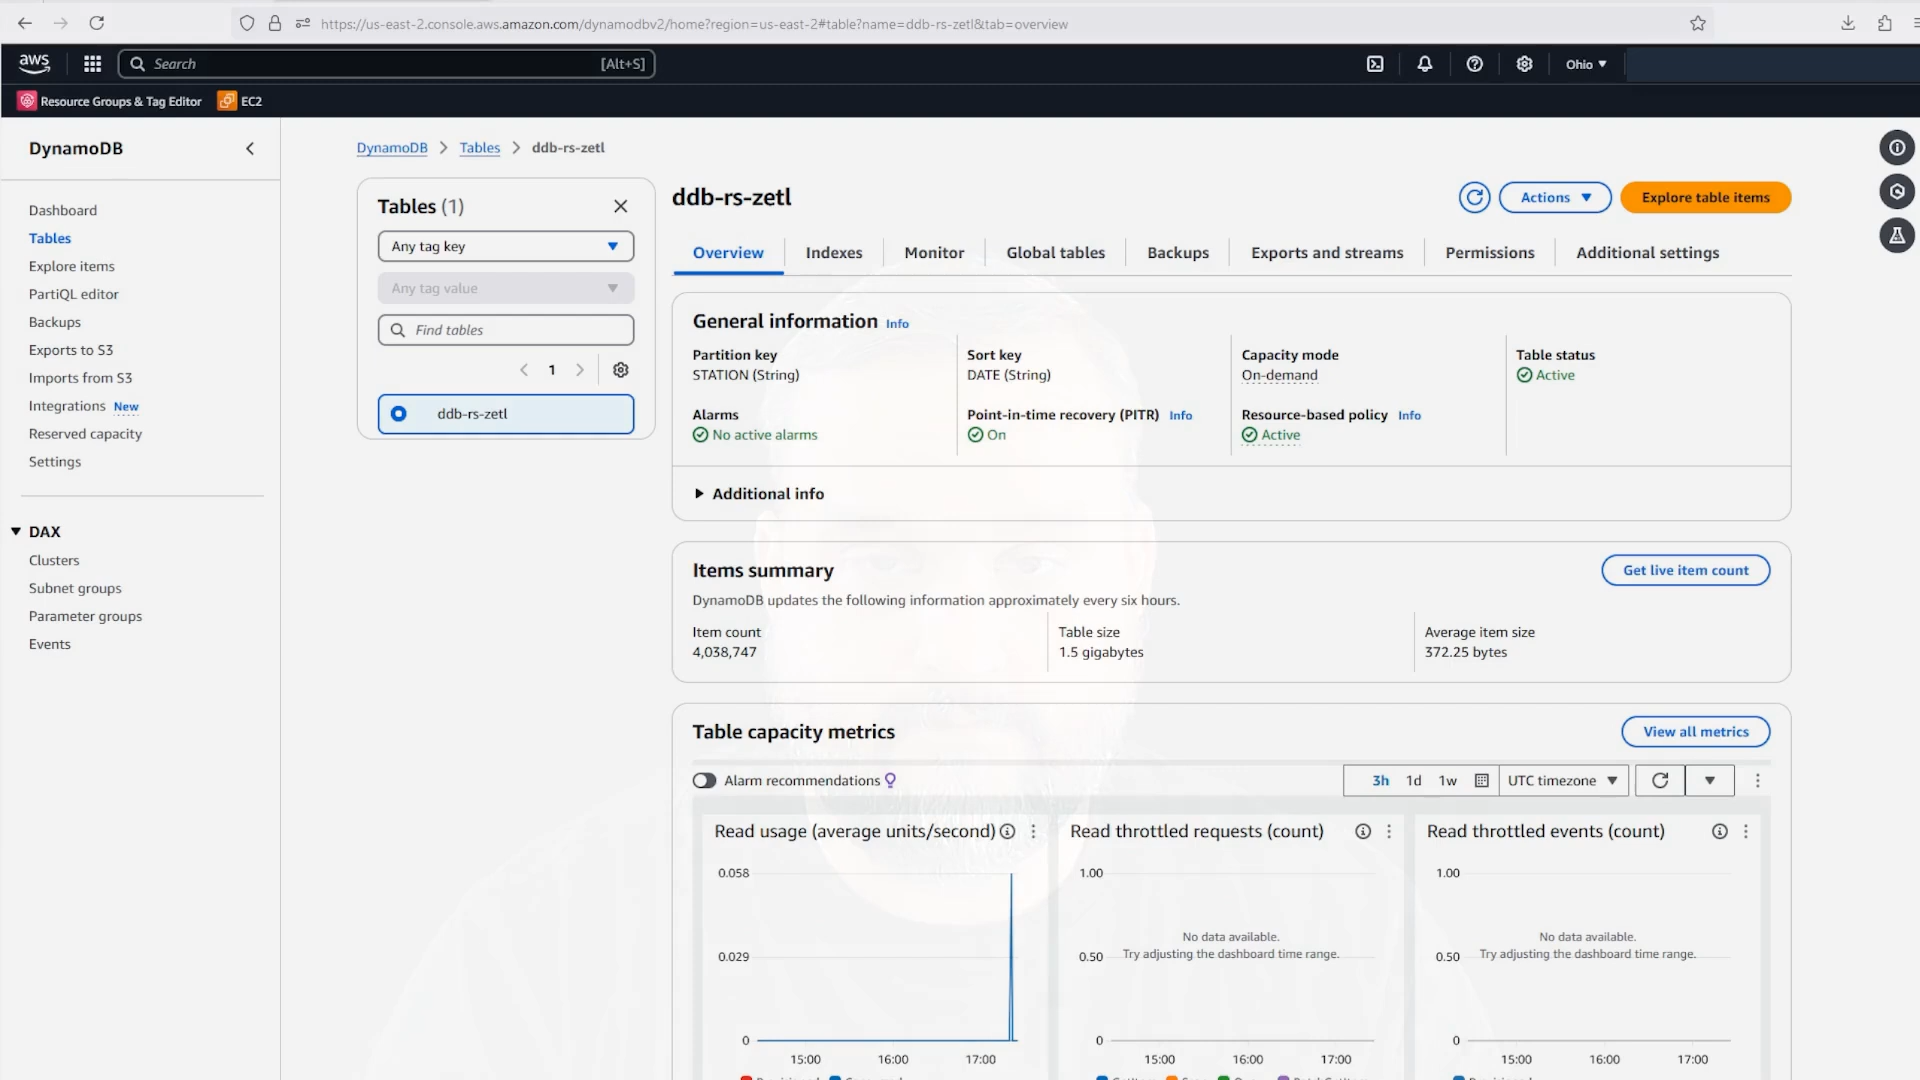 https://us-east-2.console.aws.amazon.com/dynamodbv2/home?region=us-east-2#table?name=ddb-rs-zetl&tab=overview
aws
Search
[Alt+S]
Ohio
Resource Groups & Tag Editor
EC2
DynamoDB
Dashboard
Tables
Explore items
PartiQL editor
Backups
Exports to S3
Imports from S3
Integrations New
Reserved capacity
Settings
DAX
Clusters
Subnet groups
Parameter groups
Events
DynamoDB
Tables
ddb-rs-zetl
Tables (1)
Any tag key
Any tag value
Find tables
1
ddb-rs-zetl
ddb-rs-zetl
Actions
Explore table items
Overview
Indexes
Monitor
Global tables
Backups
Exports and streams
Permissions
Additional settings
General information Info
Partition key
STATION (String)
Sort key
DATE (String)
Capacity mode
On-demand
Table status
Active
Alarms
No active alarms
Point-in-time recovery (PITR) Info
On
Resource-based policy Info
Active
Additional info
Items summary
Get live item count
DynamoDB updates the following information approximately every six hours.
Item count
4,038,747
Table size
1.5 gigabytes
Average item size
372.25 bytes
Table capacity metrics
View all metrics
Alarm recommendations
3h
1d
1w
UTC timezone
Read usage (average units/second)
0.058
0.029
0
15:00
16:00
17:00
Read throttled requests (count)
1.00
No data available.
Try adjusting the dashboard time range.
0.50
0
15:00
16:00
17:00
Read throttled events (count)
1.00
No data available.
Try adjusting the dashboard time range.
0.50
0
15:00
16:00
17:00